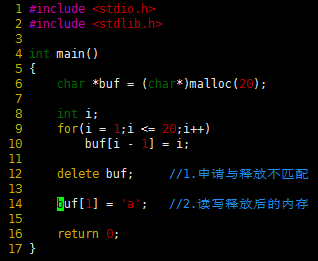 1 #include <stdio.h>
2 #include <stdlib.h>
3
4 int main()
5 {
6     char *buf = (char*)malloc(20);
7
8     int i;
9     for(i = 1;i <= 20;i++)
10         buf[i - 1] = i;
11
12     delete buf;     //1.申请与释放不匹配
13
14     buf[1] = 'a';   //2.读写释放后的内存
15
16     return 0;
17 }